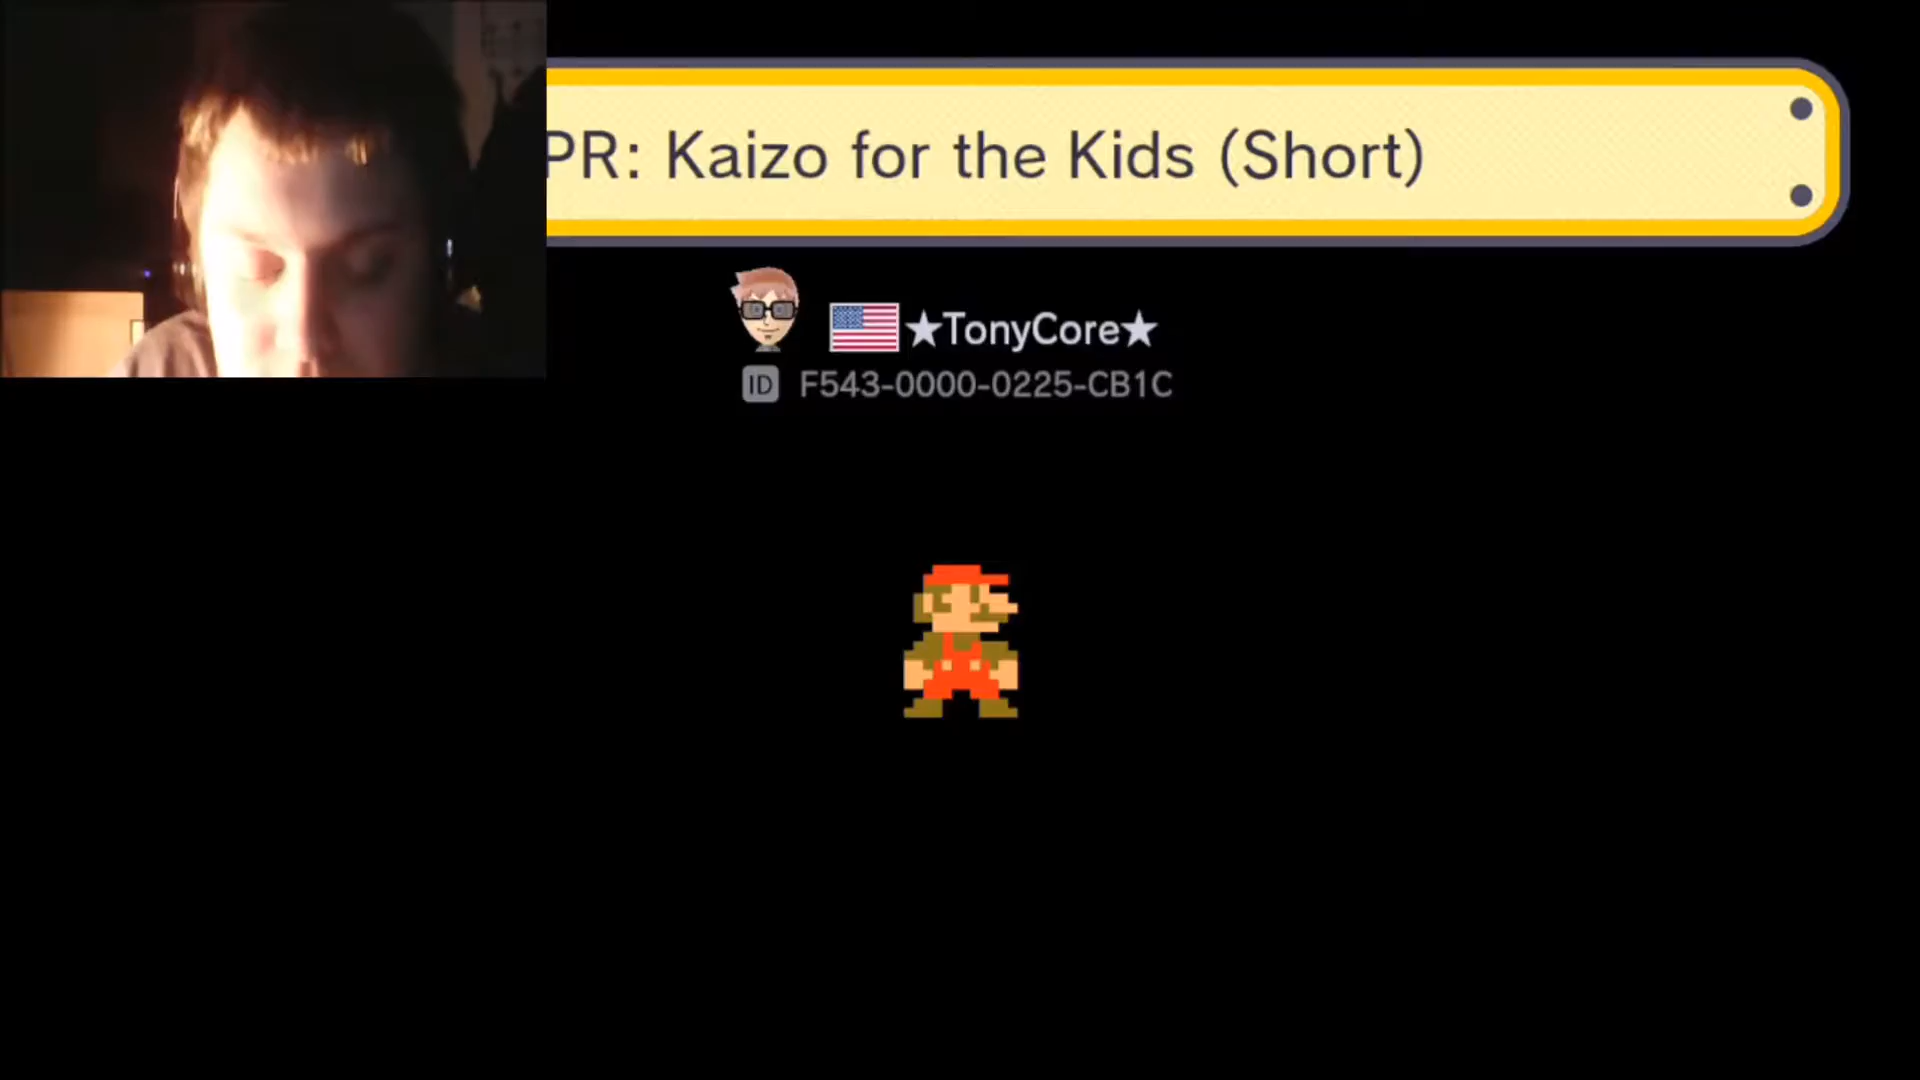 PR: Kaizo for the Kids (Short)
★TonyCore★
ID F543-0000-0225-CB1C